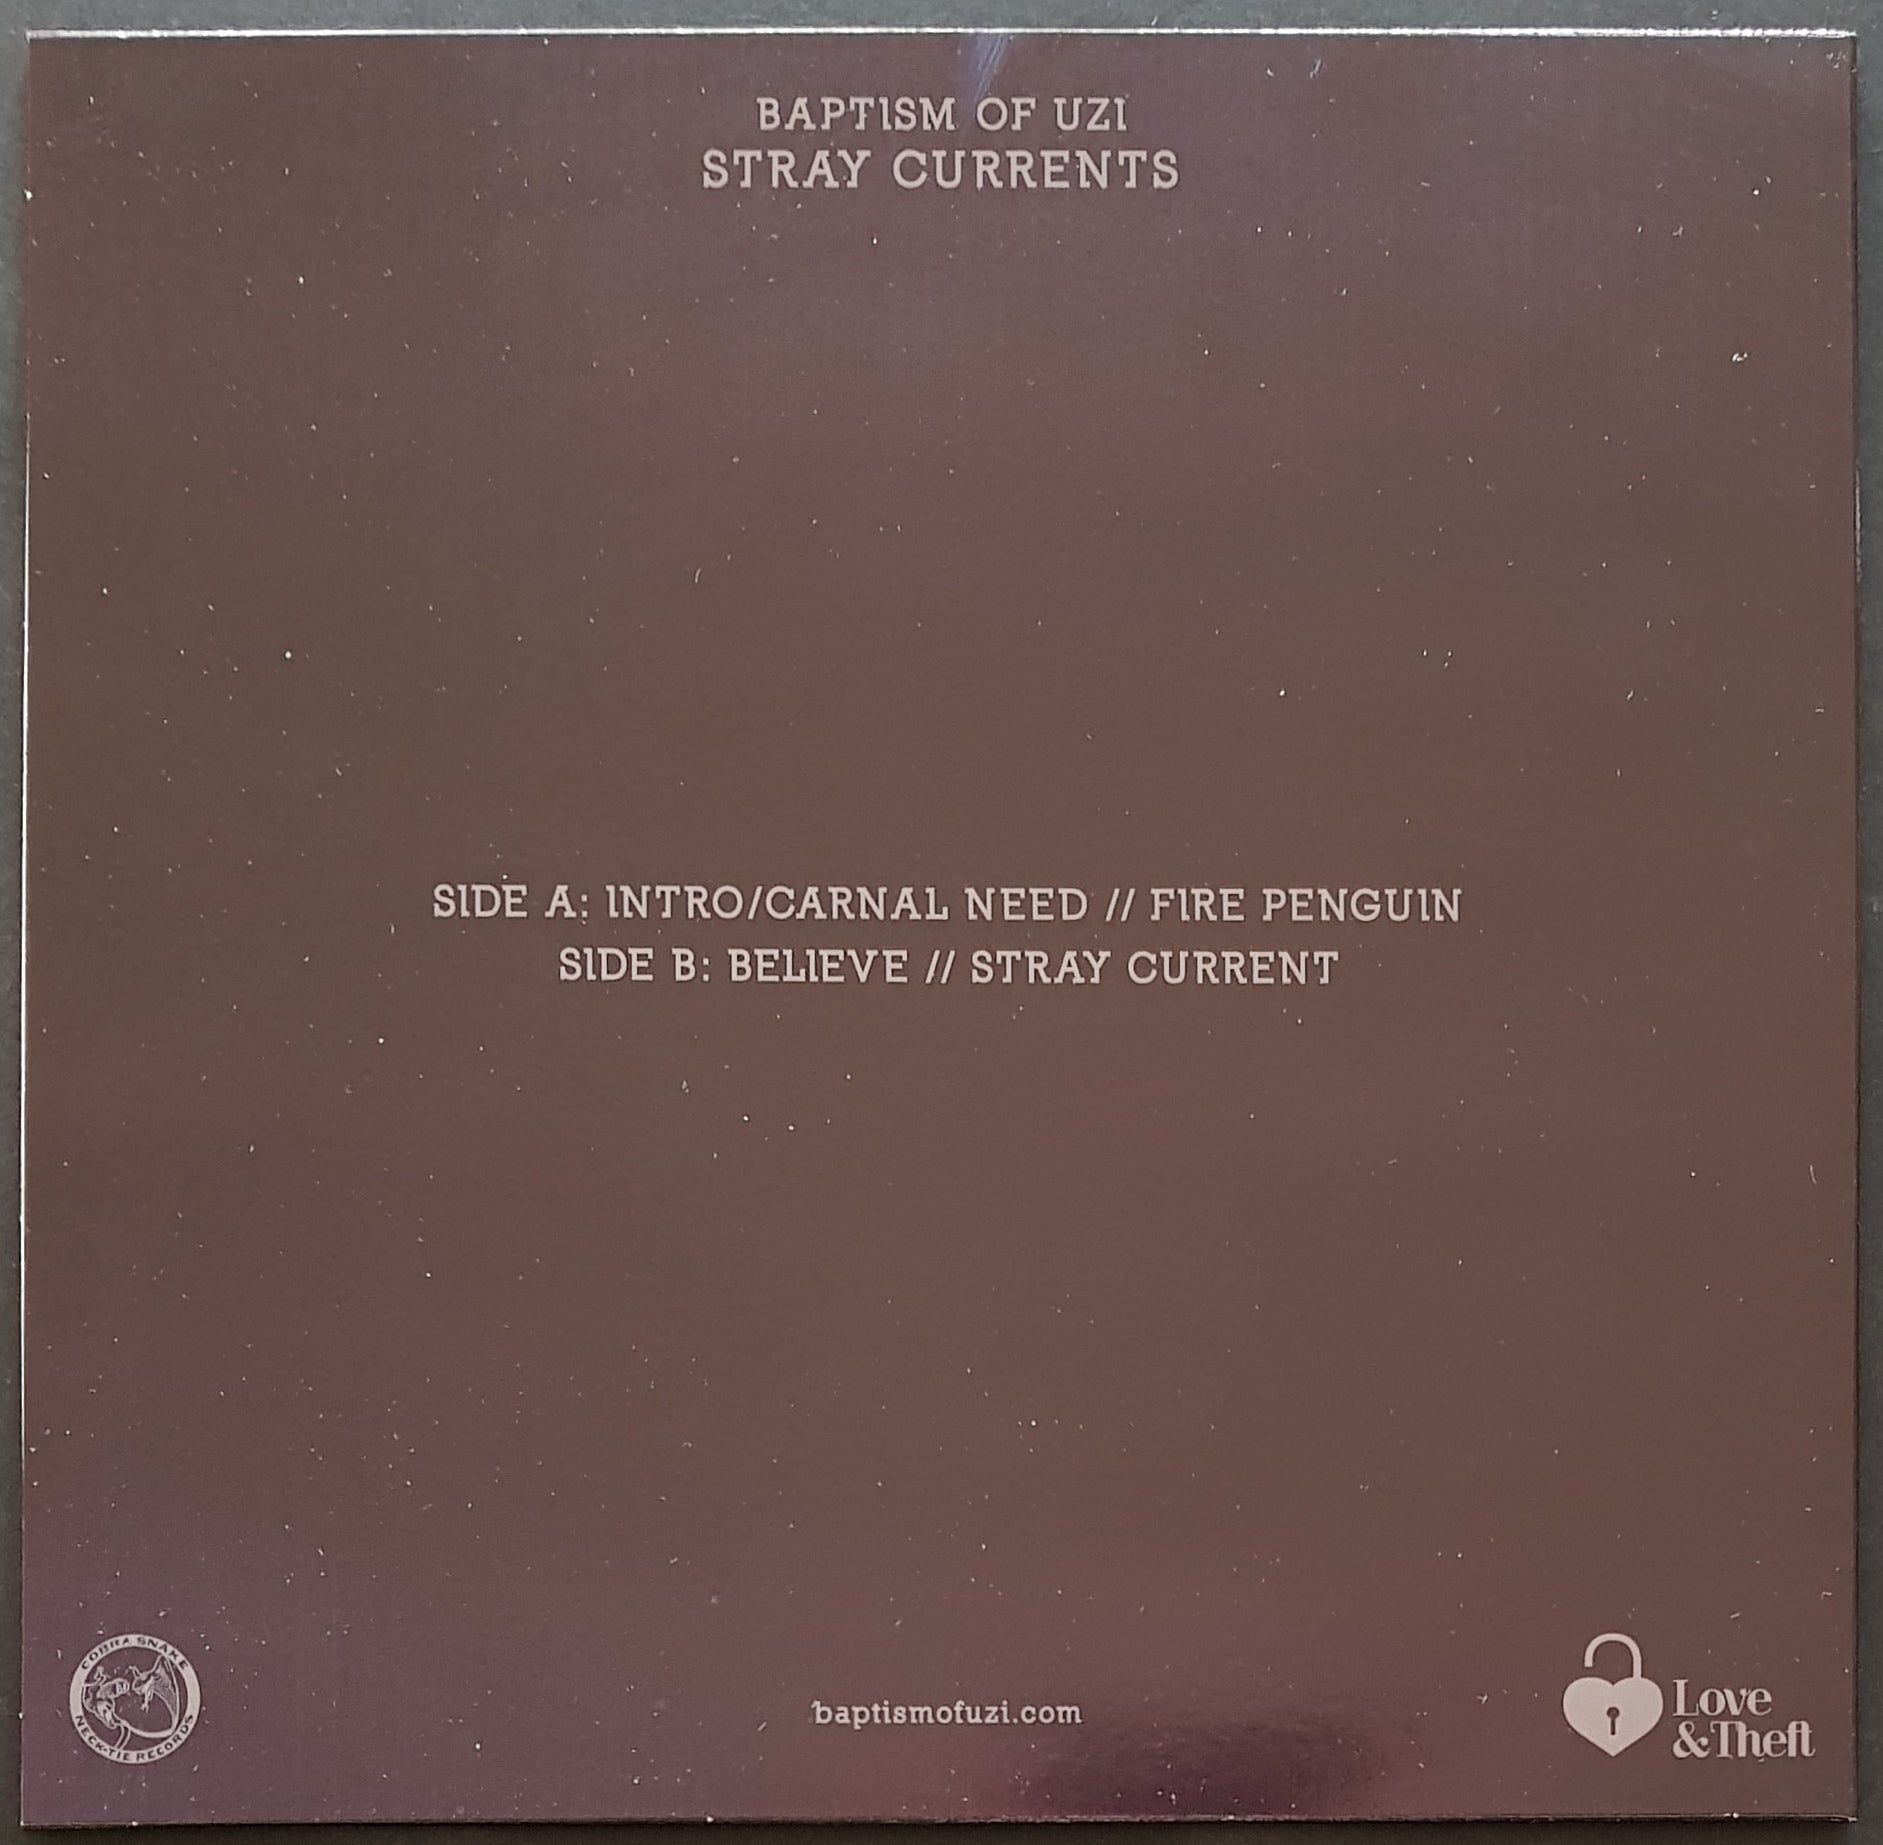 BAPTISM OF UZI
STRAY CURRENTS
SIDE A: INTRO/CARNAL NEED // FIRE PENGUIN
SIDE B: BELIEVE // STRAY CURRENT
COBRA SNAKE
NECK-TIE RECORDS
baptismofuzi.com
Love
&Theft